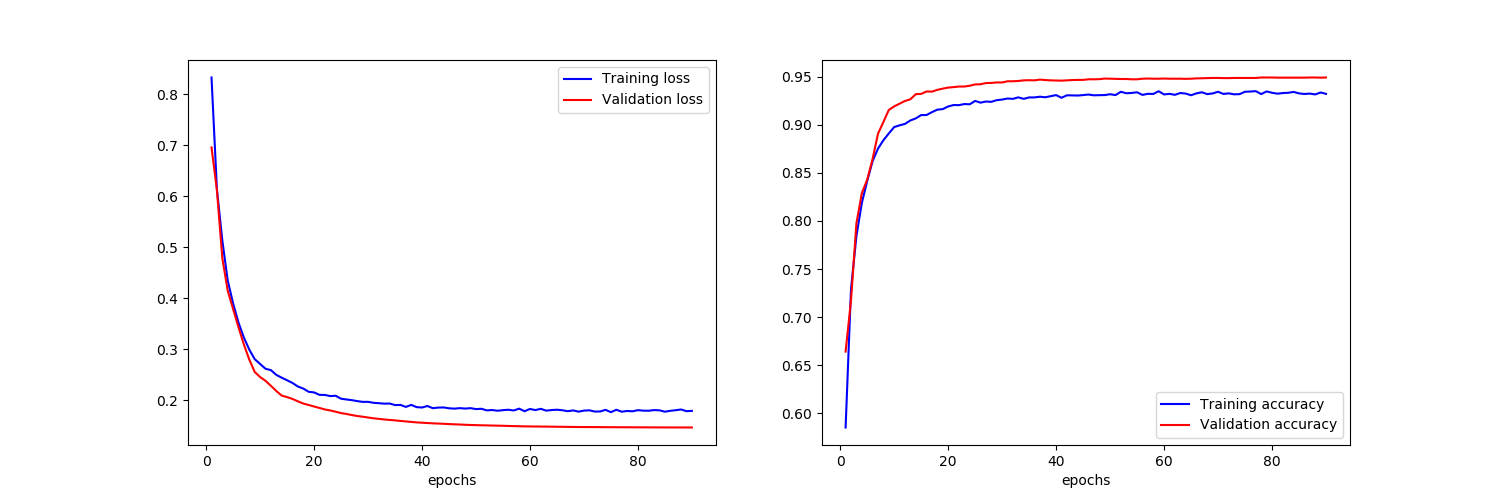 Training loss
Validation loss
0.8
0.7
0.6
0.5
0.4
0.3
0.2
0 20 40 60 80
epochs
0.95
0.90
0.85
0.80
0.75
0.70
0.65
0.60
Training accuracy
Validation accuracy
0 20 40 60 80
epochs